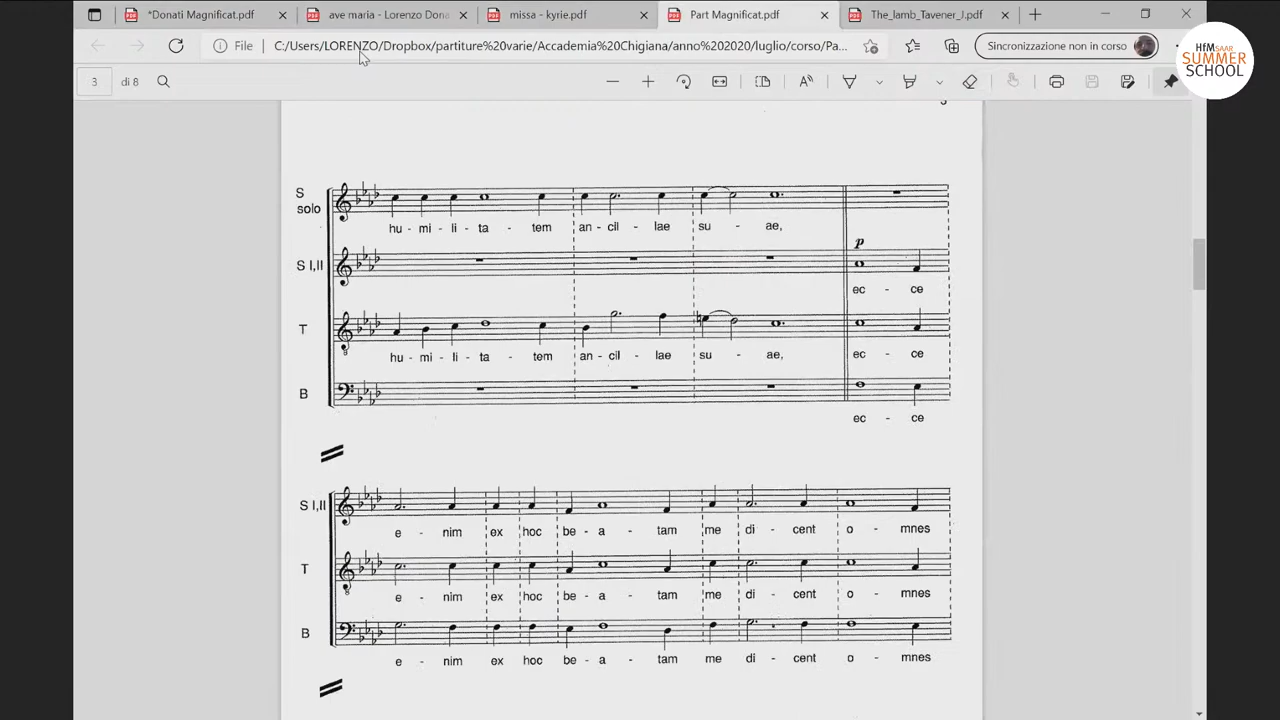 *Donati Magnificat.pdf
ave maria - Lorenzo Dona
missa - kyrie.pdf
Part Magnificat.pdf
The_lamb_Tavener_J.pdf
File
C:/Users/LORENZO/Dropbox/partiture%20varie/Accademia%20Chigiana/anno%202020/luglio/corso/Pa...
Sincronizzazione non in corso
HfMSAAR
SUMMER
SCHOOL
3 di 8
S
solo
hu - mi - li - ta - tem an - cil - lae su - ae,
p
S I,II
ec - ce
T
hu - mi - li - ta - tem an - cil - lae su - ae, ec - ce
B
ec - ce
S I,II
e - nim ex hoc be - a - tam me di - cent o - mnes
T
e - nim ex hoc be - a - tam me di - cent o - mnes
B
e - nim ex hoc be - a - tam me di - cent o - mnes